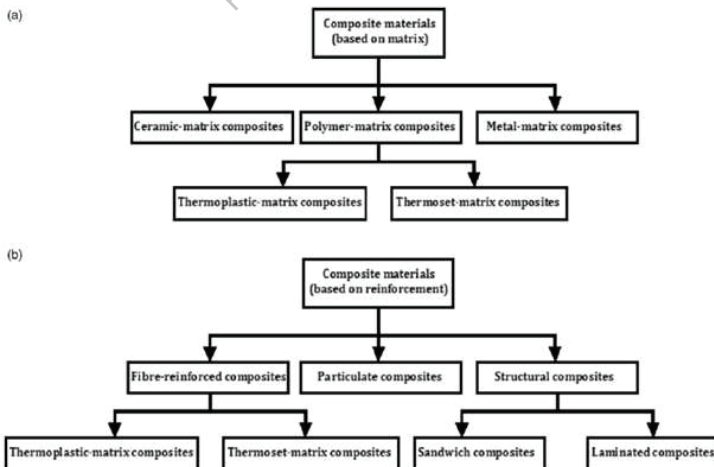 (a)
Composite materials
(based on matrix)
Ceramic-matrix composites
Polymer-matrix composites
Metal-matrix composites
Thermoplastic-matrix composites
Thermoset-matrix composites
(b)
Composite materials
(based on reinforcement)
Fibre-reinforced composites
Particulate composites
Structural composites
Thermoplastic-matrix composites
Thermoset-matrix composites
Sandwich composites
Laminated composites